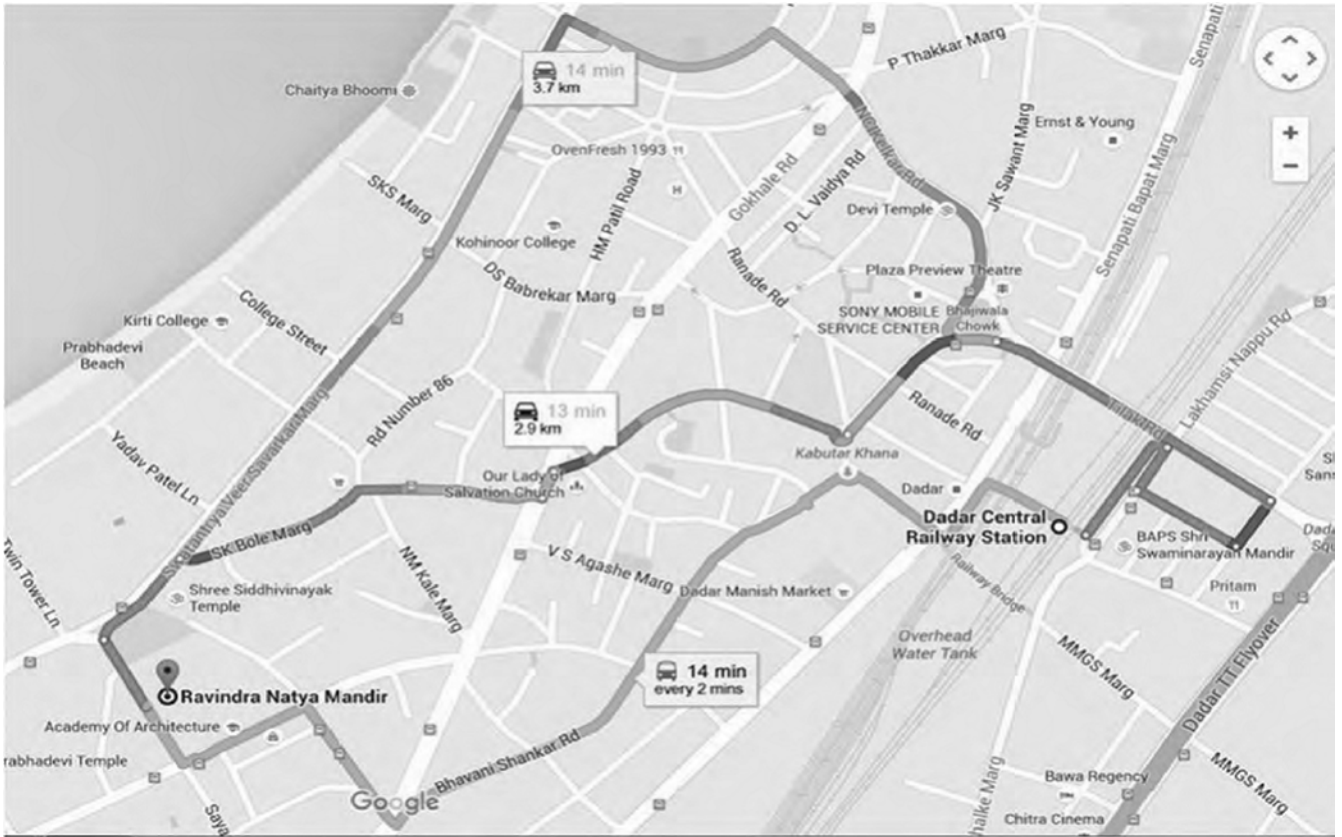 14 min
3.7 km
Chaitya Bhoomi
P Thakkar Marg
Senapati
Ernst & Young
OvenFresh 1993
SKS Marg
HM Patil Road
Gokhale Rd
D. L. Vaidya Rd
NC Kelkar Rd
JK Sawant Marg
Senapati Bapat Marg
Devi Temple
Kohinoor College
DS Babrekar Marg
Ranade Rd
Plaza Preview Theatre
SONY MOBILE
SERVICE CENTER
Bhajiwala
Chowk
College Street
Kirti College
Prabhadevi
Beach
Lakhamsi Nappu Rd
Tilak Rd
Rd Number 86
13 min
2.9 km
Ranade Rd
Kabutar Khana
Yadav Patel Ln
Our Lady of
Salvation Church
Dadar
Dadar Central
Railway Station
BAPS Shri
Swaminarayan Mandir
SK Bole Marg
V S Agashe Marg
NM Kale Marg
Twin Tower Ln
Shree Siddhivinayak
Temple
Dadar Manish Market
Railway Bridge
Pritam
Overhead
Water Tank
MMGS Marg
Dadar TT Flyover
14 min
every 2 mins
Ravindra Natya Mandir
Academy Of Architecture
rabhadevi Temple
Bhavani Shankar Rd
Google
Saya
halke Marg
Bawa Regency
MMGS Marg
Chitra Cinema